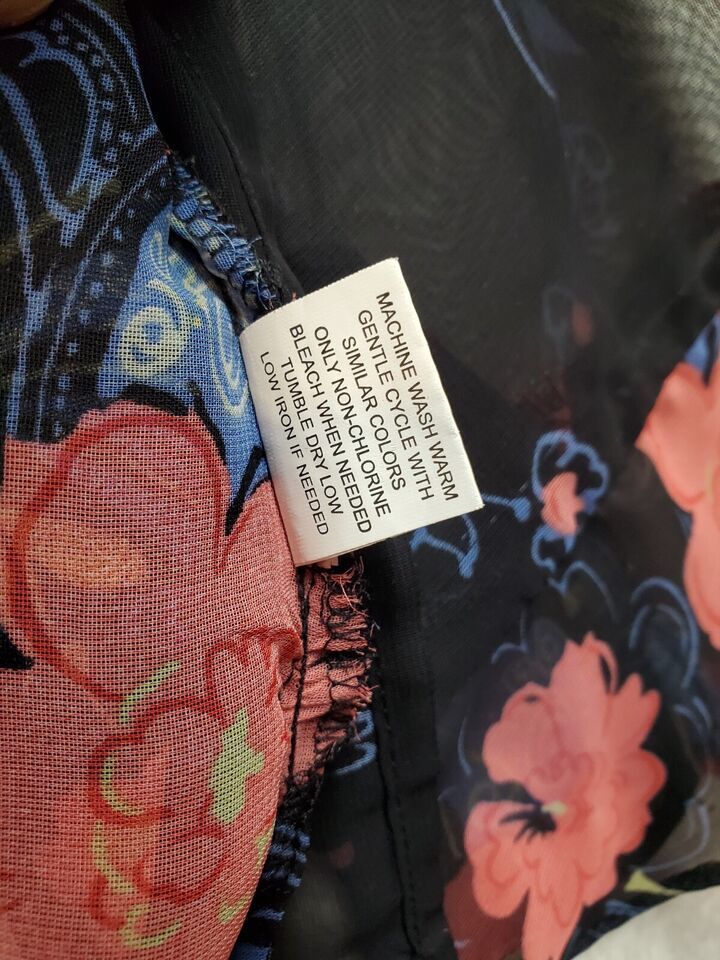 MACHINE WASH WARM
GENTLE CYCLE WITH
SIMILAR COLORS
ONLY NON-CHLORINE
BLEACH WHEN NEEDED
TUMBLE DRY LOW
LOW IRON IF NEEDED